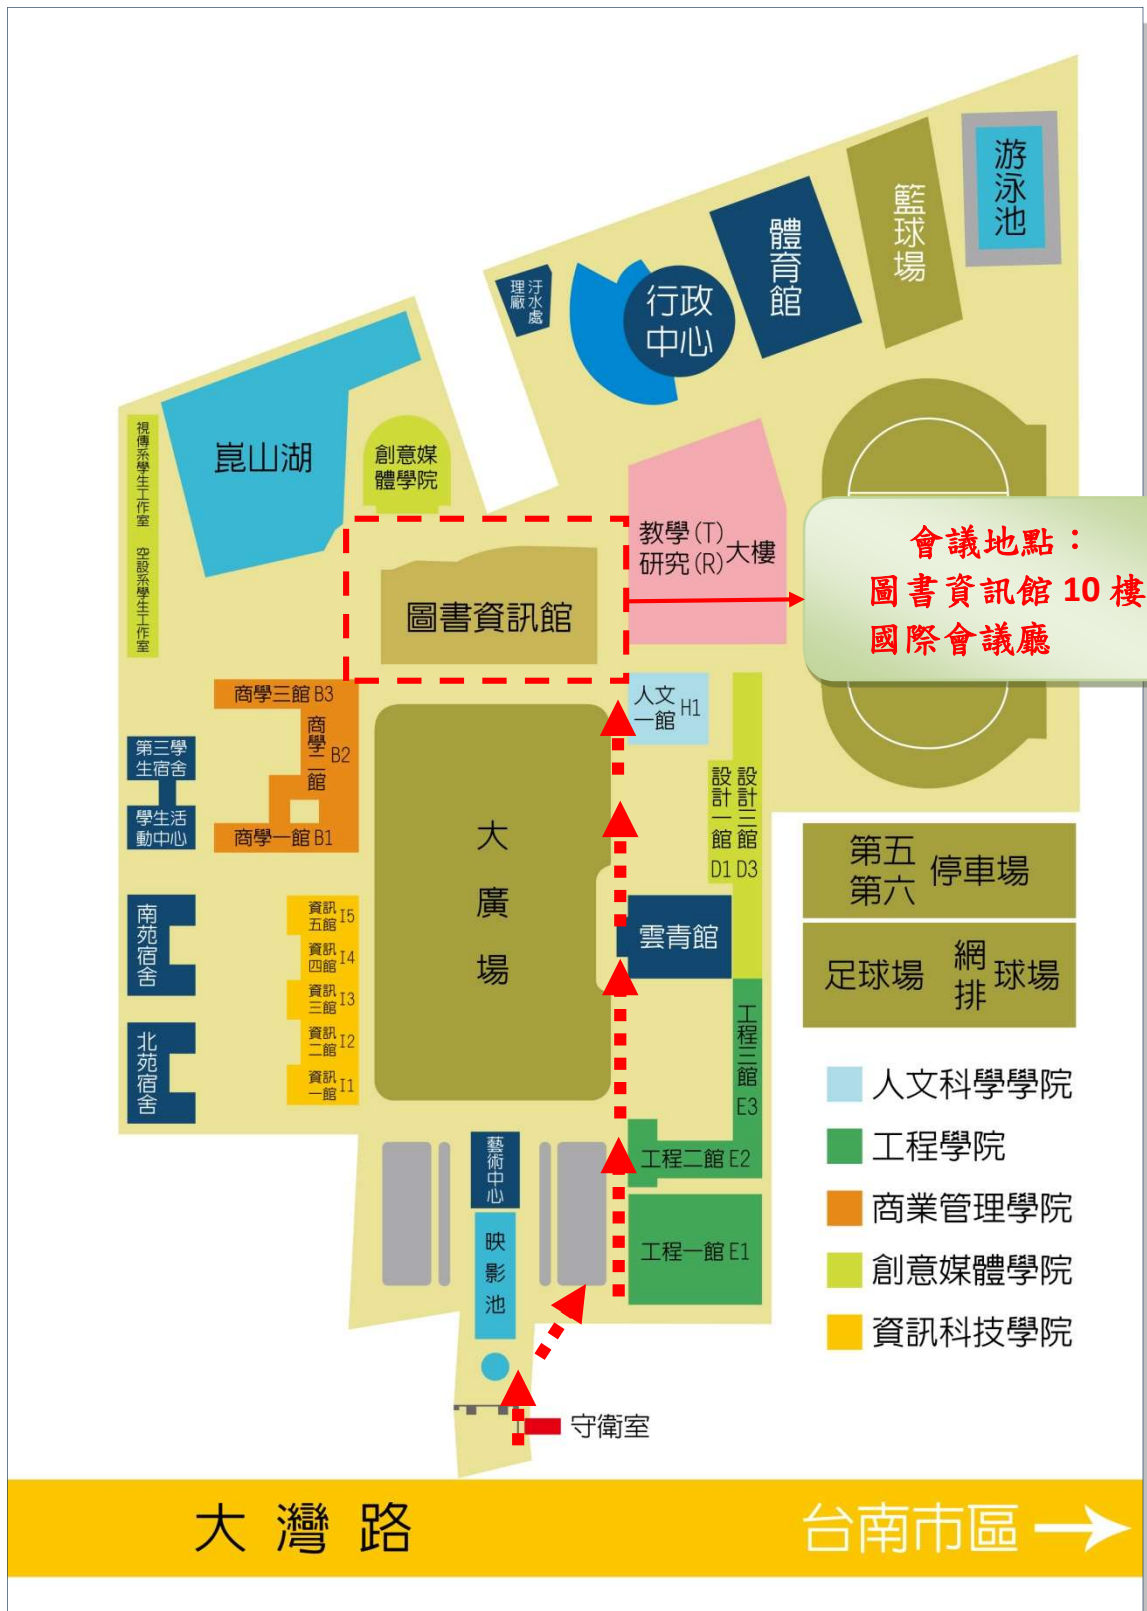 游泳池
籃球場
體育館
行政
中心
汙水處
理廠
崑山湖
創意媒
體學院
視傳系學生工作室
空設系學生工作室
教學(T)
研究(R)
大樓
會議地點：
圖書資訊館 10 樓
國際會議廳
圖書資訊館
人文
一館
H1
商學三館 B3
商學二館
B2
商學一館 B1
第三學
生宿舍
學生活
動中心
設計一館
D1
設計三館
D3
大廣場
第五
第六
停車場
足球場
網
排
球場
雲青館
南苑宿舍
北苑宿舍
資訊
五館
I5
資訊
四館
I4
資訊
三館
I3
資訊
二館
I2
資訊
一館
I1
工程三館
E3
工程二館 E2
工程一館 E1
藝術中心
映影池
人文科學學院
工程學院
商業管理學院
創意媒體學院
資訊科技學院
守衛室
大灣路
台南市區